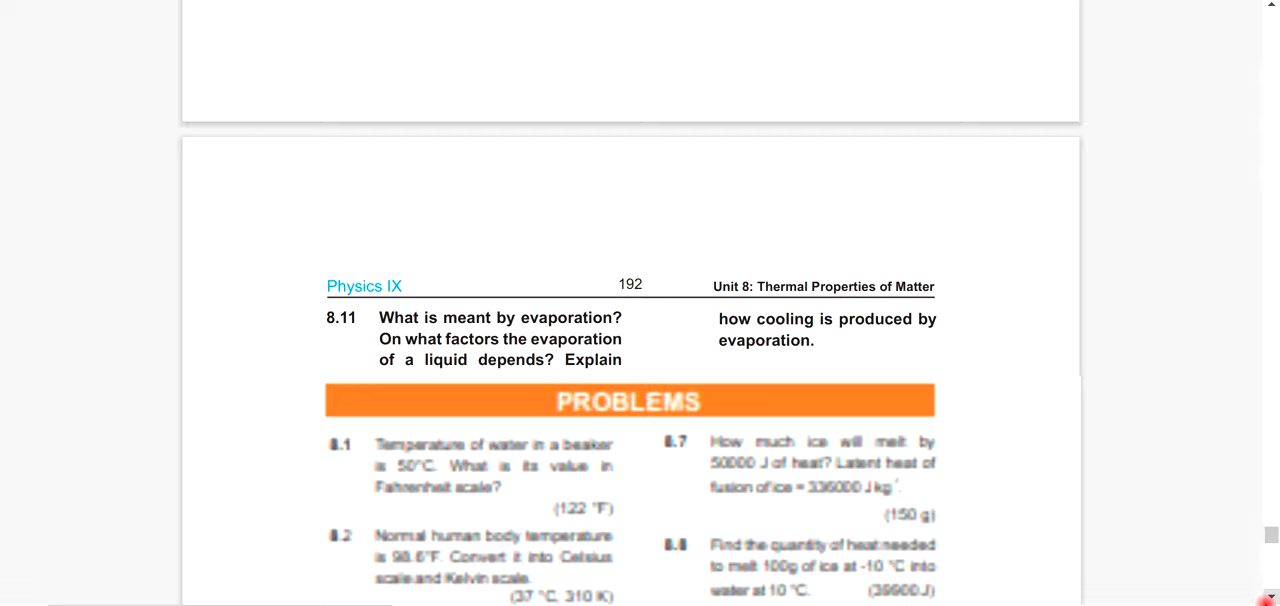 Physics IX 192 Unit 8: Thermal Properties of Matter
8.11 What is meant by evaporation?
On what factors the evaporation
of a liquid depends? Explain
how cooling is produced by
evaporation.
PROBLEMS
8.1 Temperature of water in a beaker
is 50°C. What is its value in
Fahrenheit scale?
(122 °F)
8.2 Normal human body temperature
is 98.6°F. Convert it into Celsius
scale and Kelvin scale.
(37 °C, 310 K)
8.7 How much ice will melt by
50000 J of heat? Latent heat of
fusion of ice = 336000 J kg
(150 g)
8.8 Find the quantity of heat needed
to melt 100g of ice at -10 °C into
water at 10 °C. (39900 J)